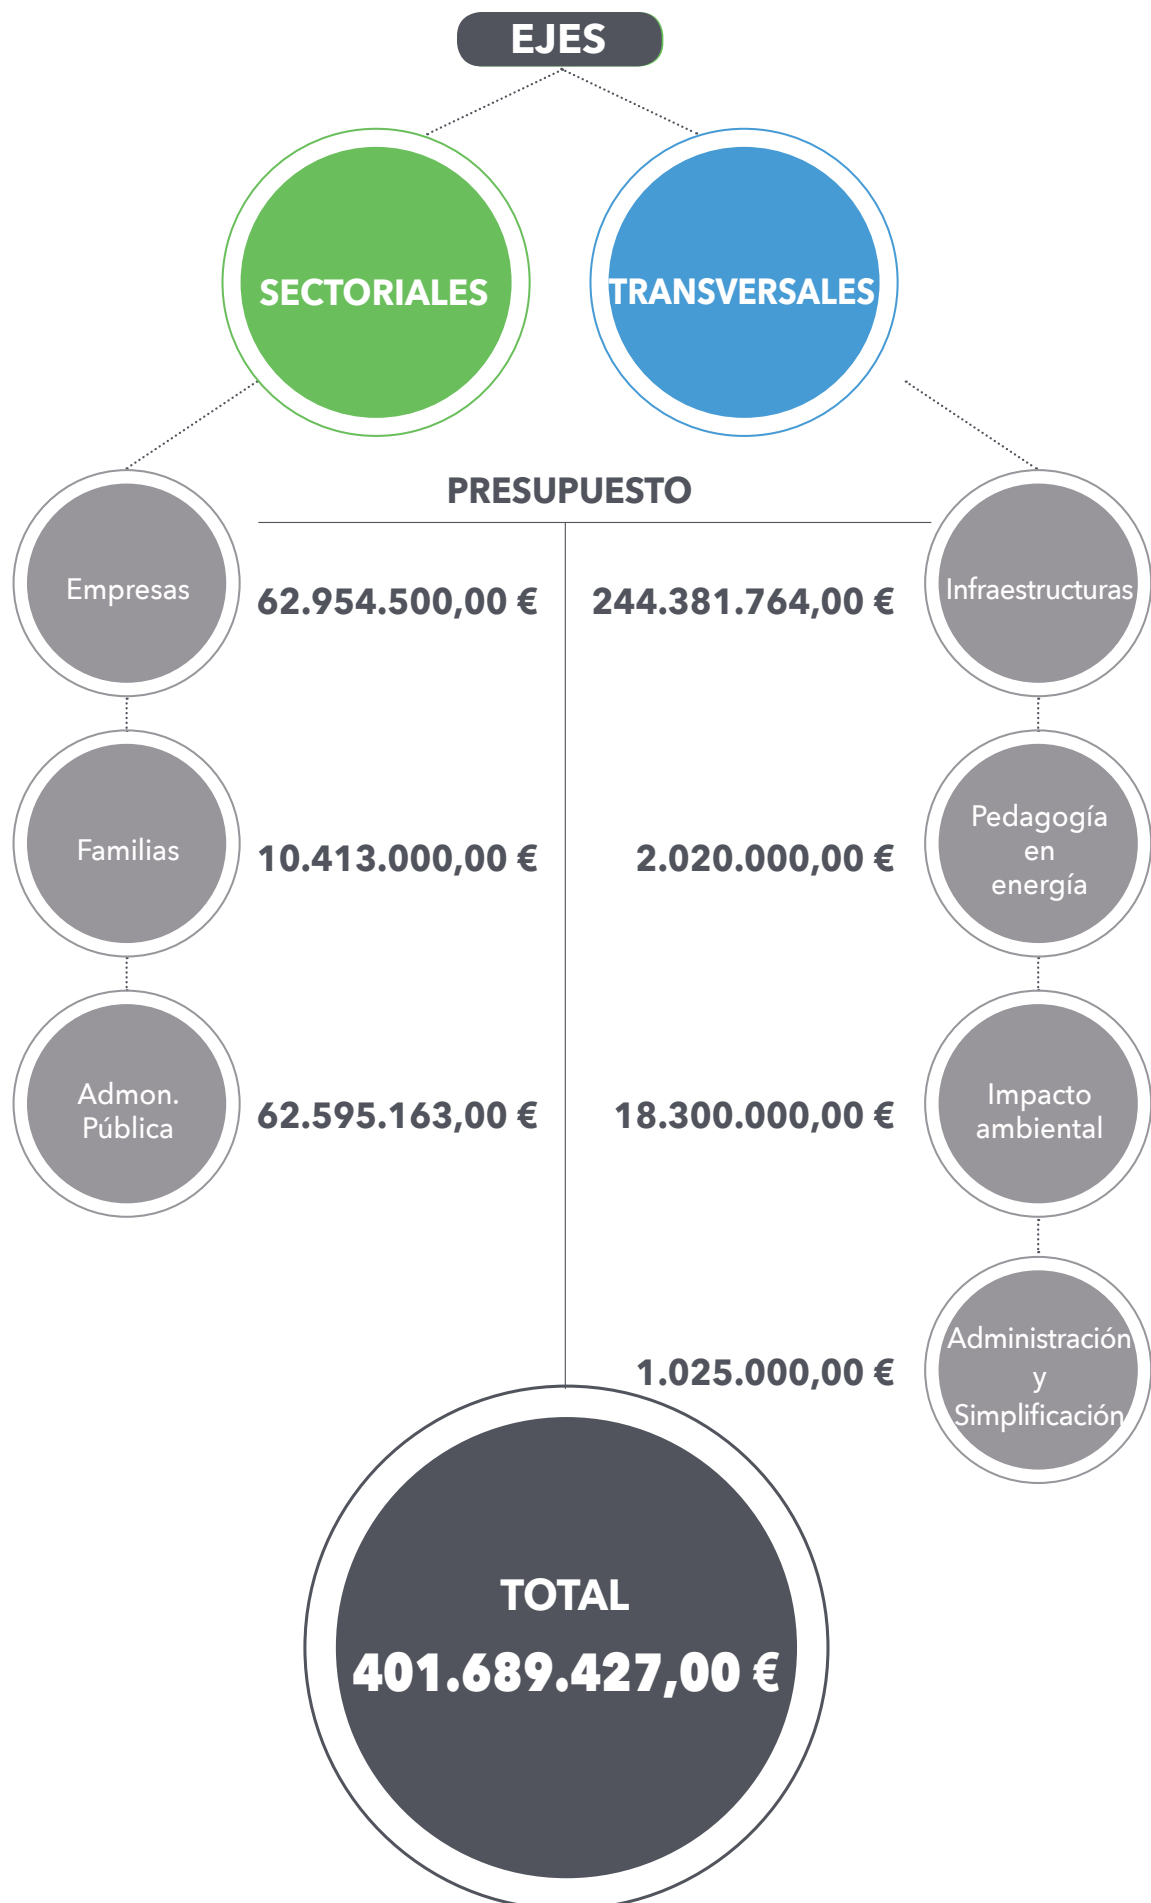 EJES
SECTORIALES
TRANSVERSALES
PRESUPUESTO
Empresas
62.954.500,00 €
244.381.764,00 €
Infraestructuras
Familias
10.413.000,00 €
2.020.000,00 €
Pedagogía
en
energía
Admon.
Pública
62.595.163,00 €
18.300.000,00 €
Impacto
ambiental
1.025.000,00 €
Administración
y
Simplificación
TOTAL
401.689.427,00 €